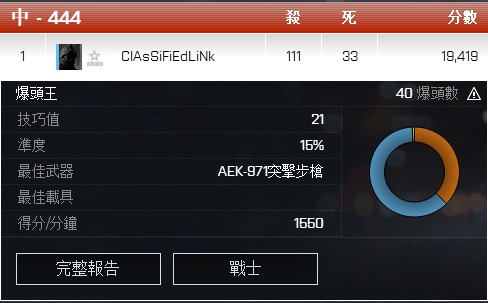 中 - 444 殺 死 分數
1 ClAsSiFiEdLiNk 111 33 19,419
爆頭王 40 爆頭數
技巧值 21
準度 15%
最佳武器 AEK-971突擊步槍
最佳載具
得分/分鐘 1550
完整報告 戰士